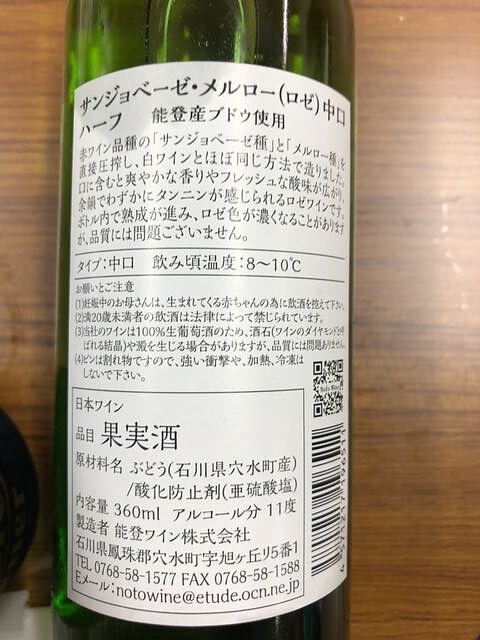 サンジョベーゼ・メルロー(ロゼ)中口
ハーフ 能登産ブドウ使用
赤ワイン品種の「サンジョベーゼ種」と「メルロー種」を
直接圧搾し、白ワインとほぼ同じ方法で造りました。
口に含むと爽やかな香りやフレッシュな酸味が広がり、
余韻でわずかにタンニンが感じられるロゼワインです。
ボトル内で熟成が進み、ロゼ色が濃くなることがあります
が、品質には問題ございません。
タイプ:中口 飲み頃温度:8〜10℃
お願いとご注意
(1)妊娠中のお母さんは、生まれてくる赤ちゃんの為に飲酒を控えて下さい。
(2)満20歳未満者の飲酒は法律によって禁じられています。
(3)当社のワインは100%生葡萄酒のため、酒石(ワインのダイヤモンドとよ
ばれる結晶)や澱を生じる場合がありますが、品質には問題ありません。
(4)ビンは割れ物ですので、強い衝撃や、加熱、冷凍は
しないで下さい。
日本ワイン
品目 果実酒
原材料名 ぶどう(石川県穴水町産)
/酸化防止剤(亜硫酸塩)
内容量 360ml アルコール分 11度
製造者 能登ワイン株式会社
石川県鳳珠郡穴水町字旭ヶ丘り5番1
TEL 0768-58-1577 FAX 0768-58-1588
Eメール:notowine@etude.ocn.ne.jp